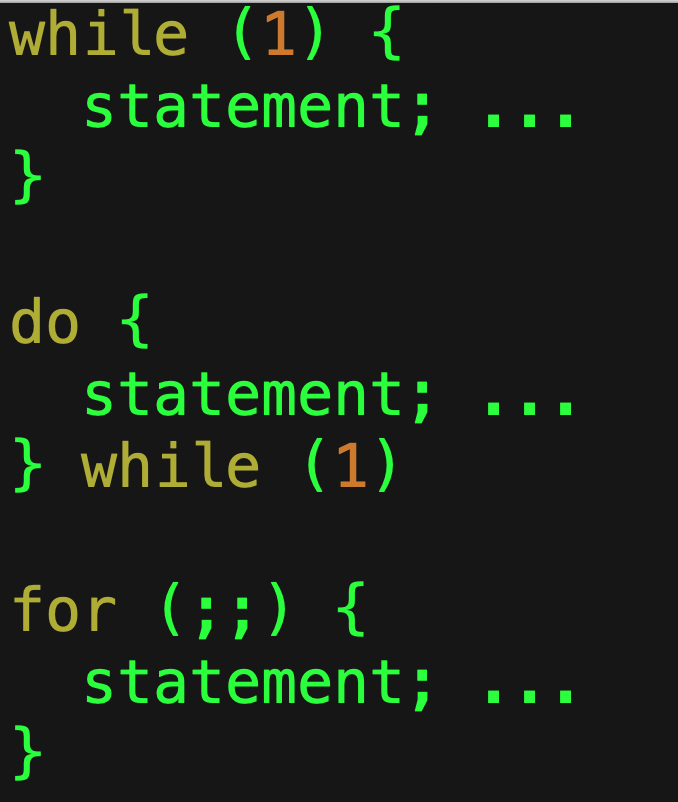 while (1) {
  statement; ...
}

do {
  statement; ...
} while (1)

for (;;) {
  statement; ...
}